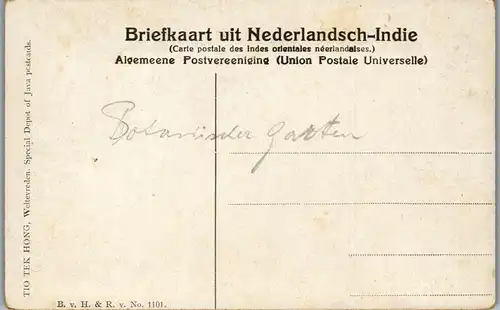 Briefkaart uit Nederlandsch-Indie
(Carte postale des Indes orientales néerlandaises.)
Algemeene Postvereeniging (Union Postale Universelle)
Botanischer Garten
TIO TEK HONG, Weltevreden. Special Depot of Java postcards.
B. v. H. & R. v. No. 1101.